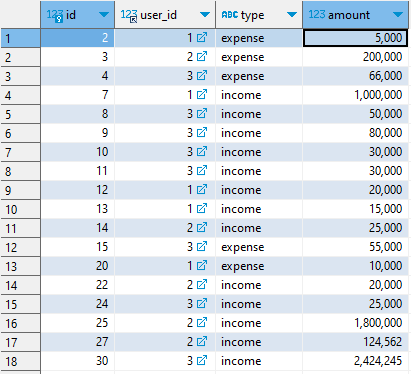 123 id 123 user_id ABC type 123 amount
1 2 1 expense 5,000
2 3 2 expense 200,000
3 4 3 expense 66,000
4 7 1 income 1,000,000
5 8 3 income 50,000
6 9 3 income 80,000
7 10 3 income 30,000
8 11 3 income 30,000
9 12 1 income 20,000
10 13 1 income 15,000
11 14 2 income 25,000
12 15 3 expense 55,000
13 20 1 expense 10,000
14 22 2 income 20,000
15 24 3 income 25,000
16 25 2 income 1,800,000
17 27 2 income 124,562
18 30 3 income 2,424,245